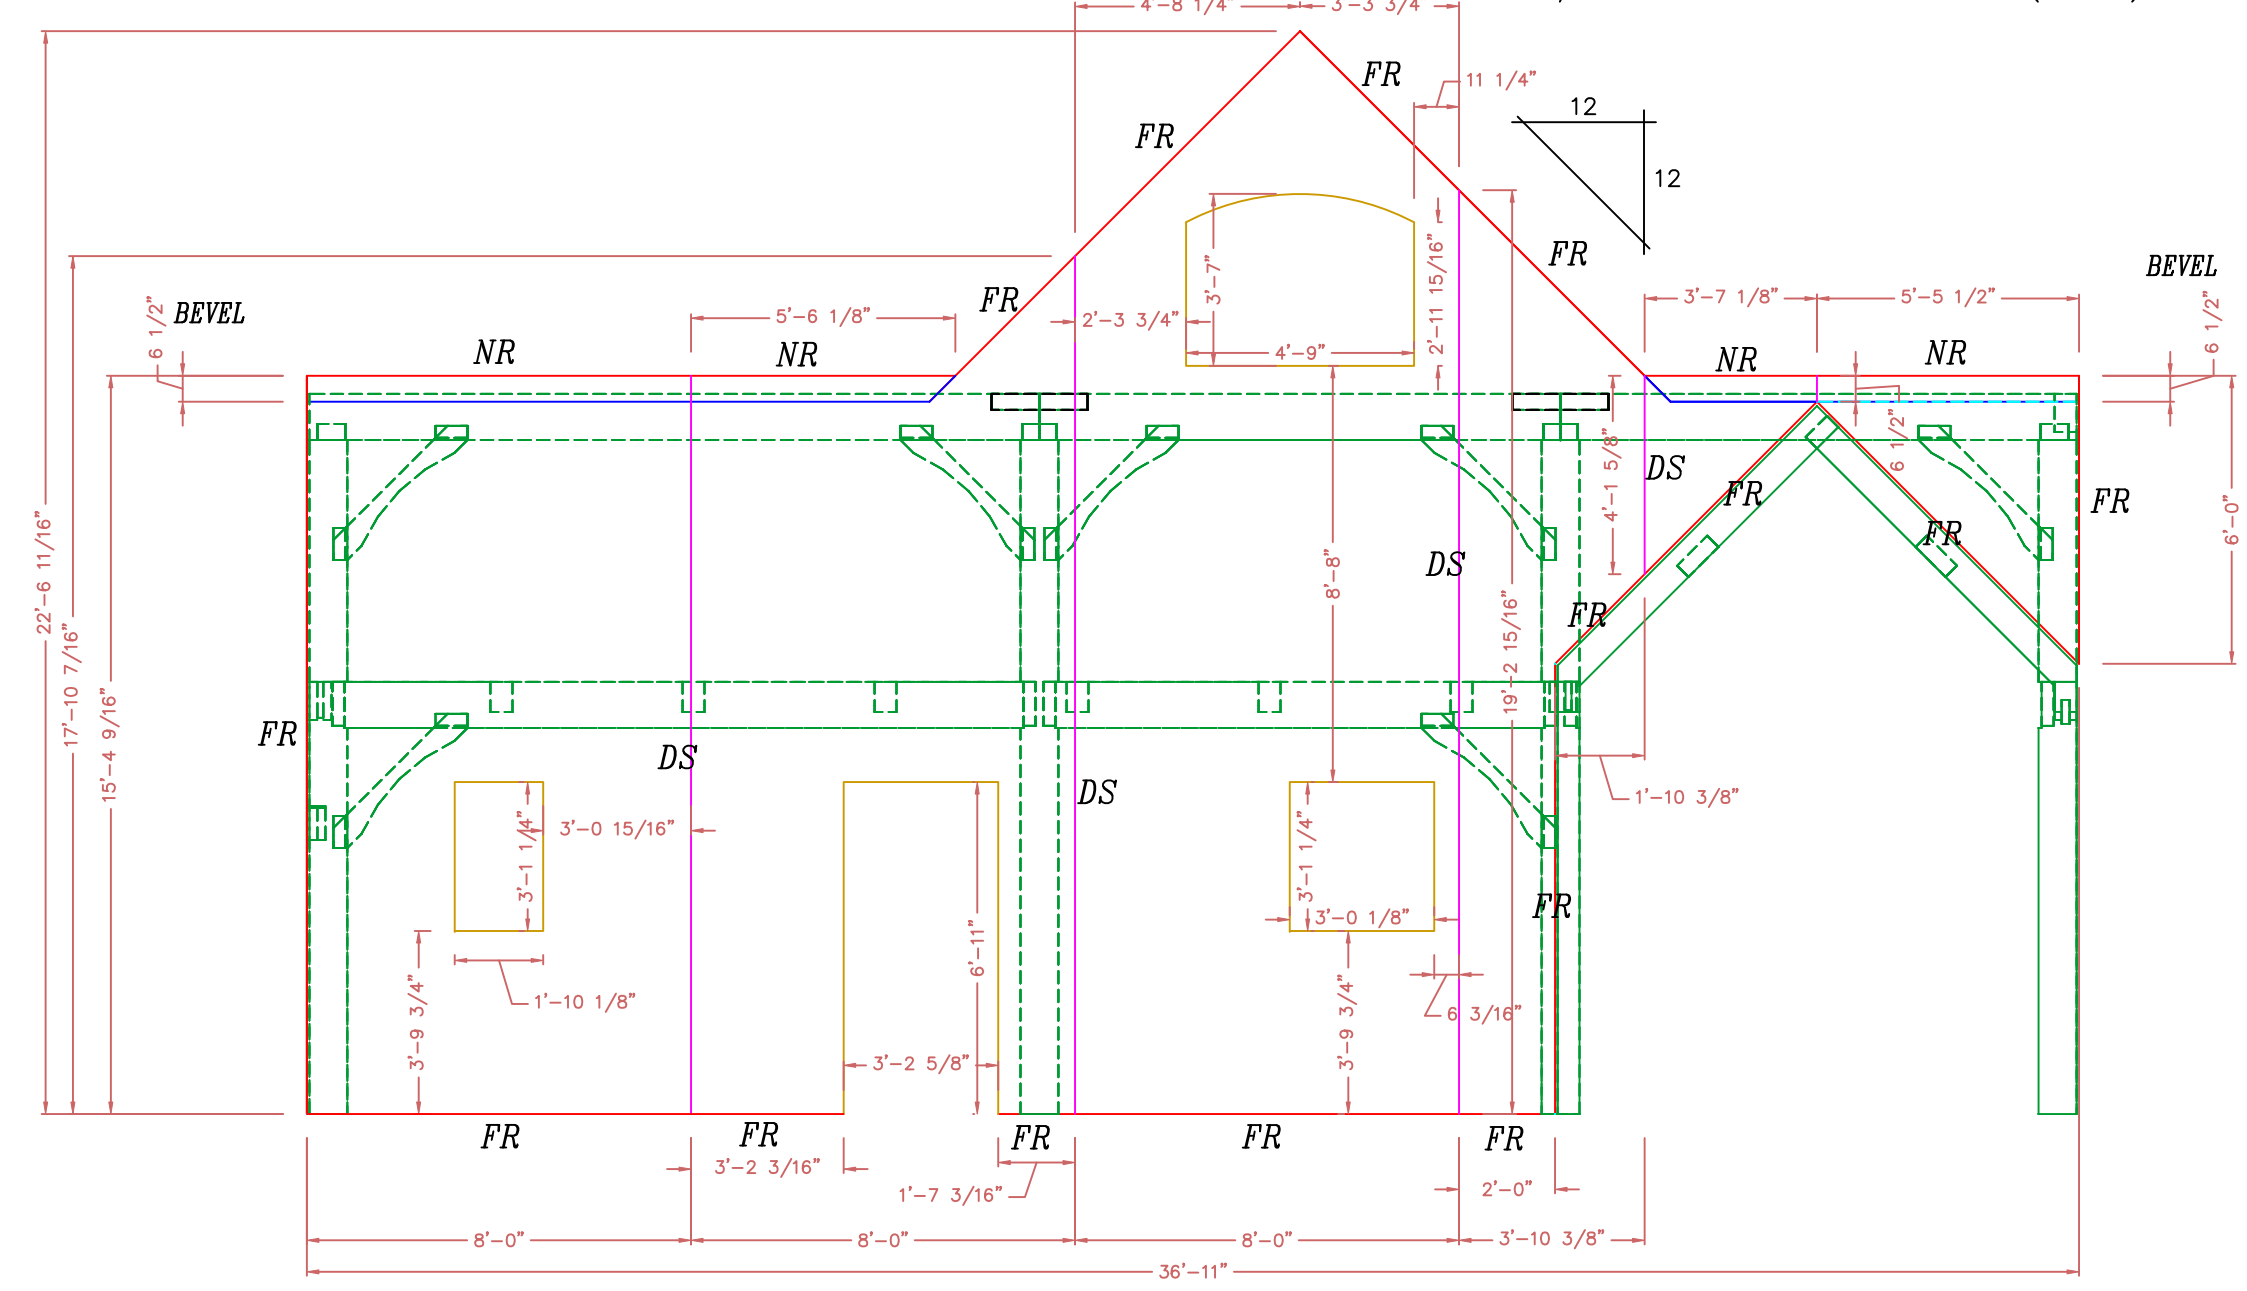 4'-8 1/4"
3'-3 3/4
FR
11 1/4"
12
FR
12
FR
BEVEL
3'-7"
2'-11 15/16"
BEVEL
6 1/2"
FR
3'-7 1/8"
5'-5 1/2"
6 1/2"
5'-6 1/8"
2'-3 3/4"
NR
NR
4'-9"
NR
NR
6 1/2"
4'-1 5/8"
DS
FR
FR
FR
6'-0"
22'-6 11/16"
17'-10 7/16"
15'-4 9/16"
8'-8"
DS
19'-2 15/16"
FR
FR
DS
DS
1'-10 3/8"
3'-1 1/4"
3'-0 15/16"
3'-1 1/4"
FR
3'-0 1/8"
6'-11"
1'-10 1/8"
3'-9 3/4"
3'-9 3/4"
6 3/16"
3'-2 5/8"
FR
FR
FR
FR
FR
3'-2 3/16"
1'-7 3/16"
2'-0"
8'-0"
8'-0"
8'-0"
3'-10 3/8"
36'-11"